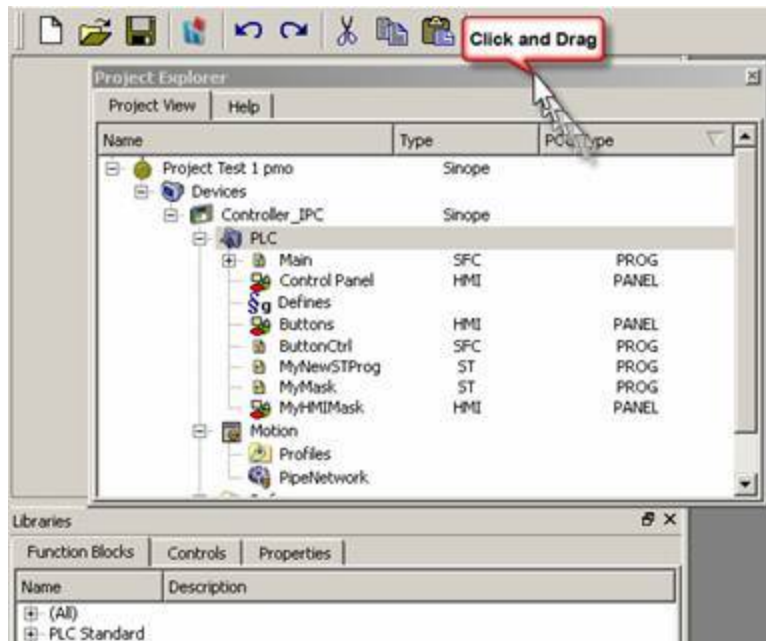 Click and Drag
Project Explorer
Project View Help
Name Type POU Type
Project Test 1 pmo Sinope
Devices
Controller_IPC Sinope
PLC
Main SFC PROG
Control Panel HMI PANEL
§g Defines
Buttons HMI PANEL
ButtonCtrl SFC PROG
MyNewSTProg ST PROG
MyMask ST PROG
MyHMIMask HMI PANEL
Motion
Profiles
PipeNetwork
Libraries
Function Blocks Controls Properties
Name Description
(All)
PLC Standard